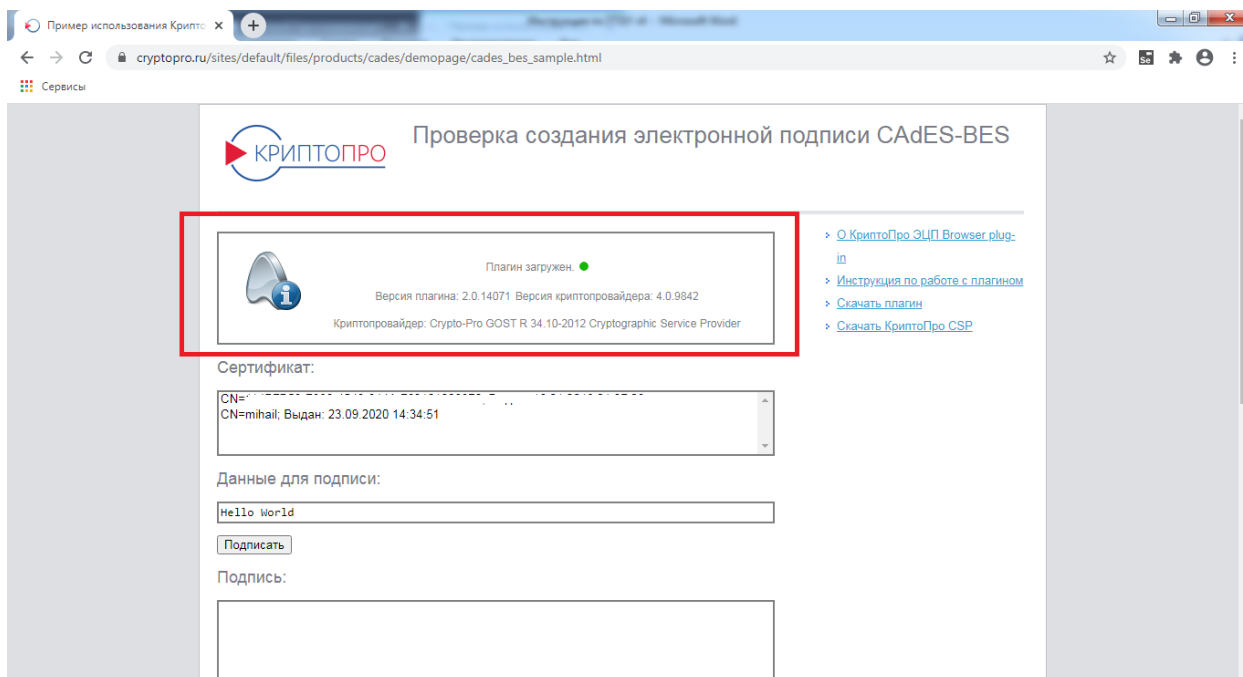 Пример использования Крипто
cryptopro.ru/sites/default/files/products/cades/demopage/cades_bes_sample.html
Se
Сервисы
КРИПТОПРО
Проверка создания электронной подписи CAdES-BES
Плагин загружен.
Версия плагина: 2.0.14071 Версия криптопровайдера: 4.0.9842
Криптопровайдер: Crypto-Pro GOST R 34.10-2012 Cryptographic Service Provider
О КриптоПро ЭЦП Browser plug-
in
Инструкция по работе с плагином
Скачать плагин
Скачать КриптоПро CSP
Сертификат:
CN=
CN=mihail; Выдан: 23.09.2020 14:34:51
Данные для подписи:
Hello World
Подписать
Подпись: